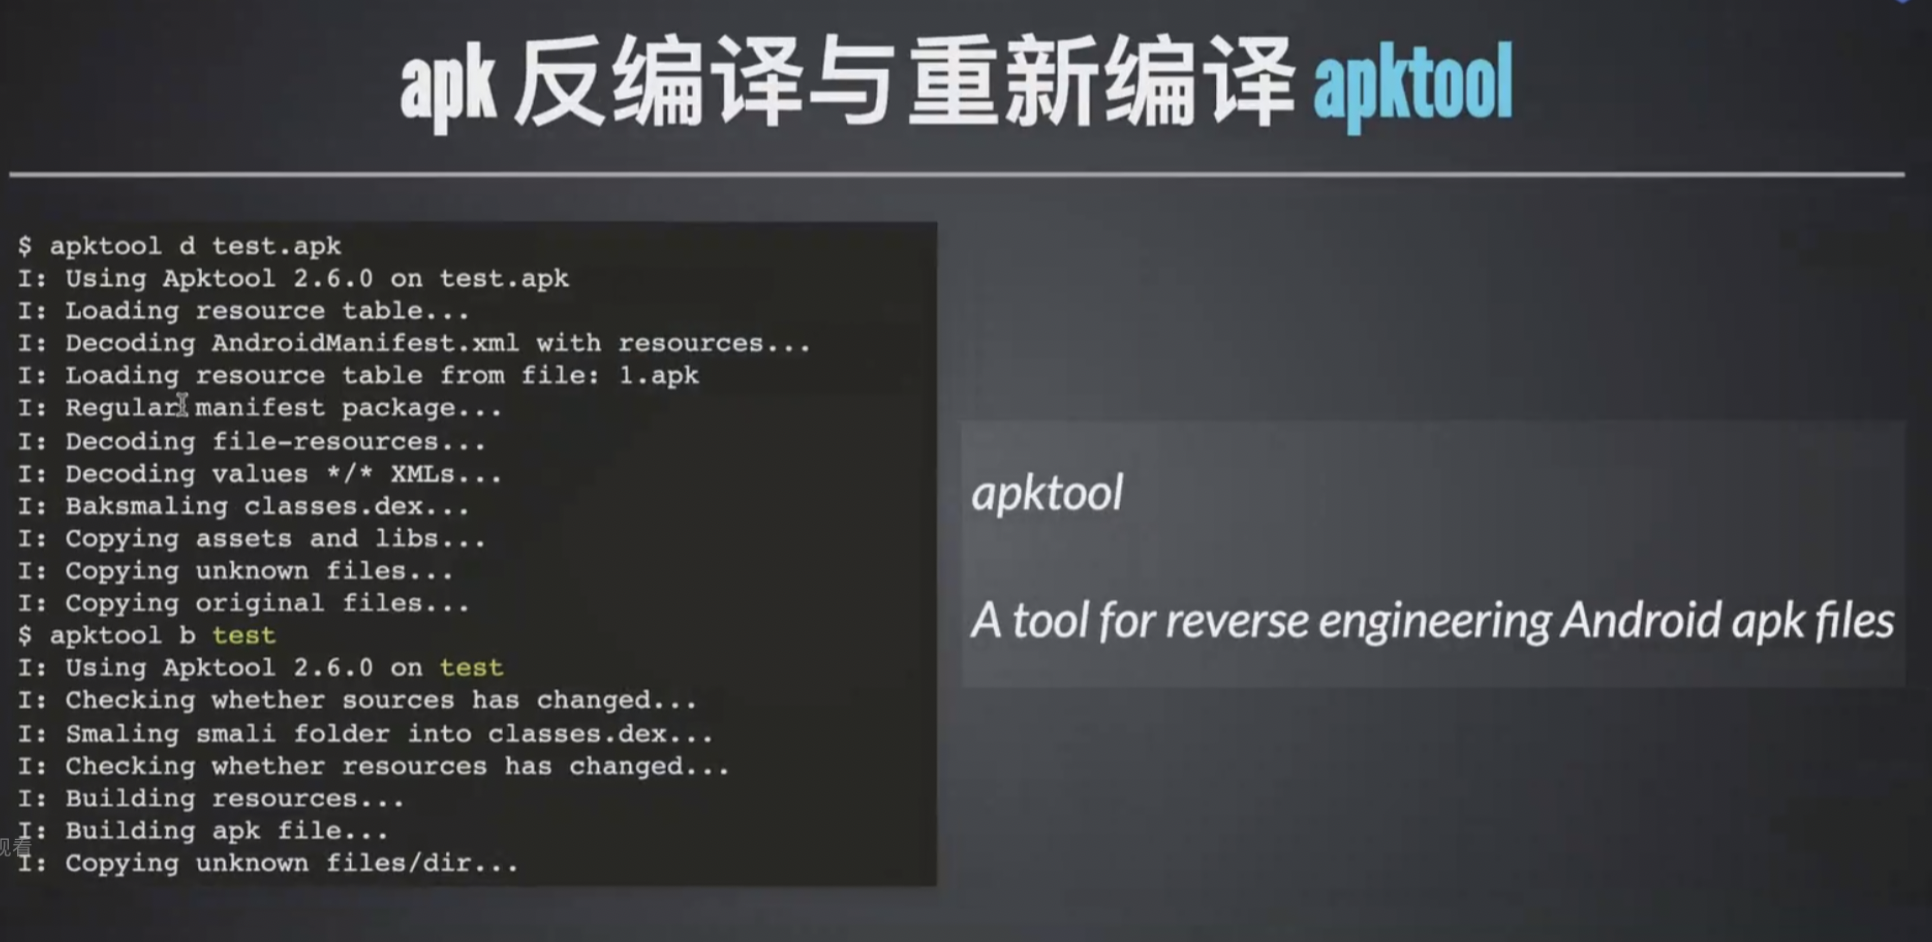 apk 反编译与重新编译 apktool
$ apktool d test.apk
I: Using Apktool 2.6.0 on test.apk
I: Loading resource table...
I: Decoding AndroidManifest.xml with resources...
I: Loading resource table from file: 1.apk
I: Regular manifest package...
I: Decoding file-resources...
I: Decoding values */* XMLs...
I: Baksmaling classes.dex...
I: Copying assets and libs...
I: Copying unknown files...
I: Copying original files...
$ apktool b test
I: Using Apktool 2.6.0 on test
I: Checking whether sources has changed...
I: Smaling smali folder into classes.dex...
I: Checking whether resources has changed...
I: Building resources...
I: Building apk file...
I: Copying unknown files/dir...
观看
apktool
A tool for reverse engineering Android apk files